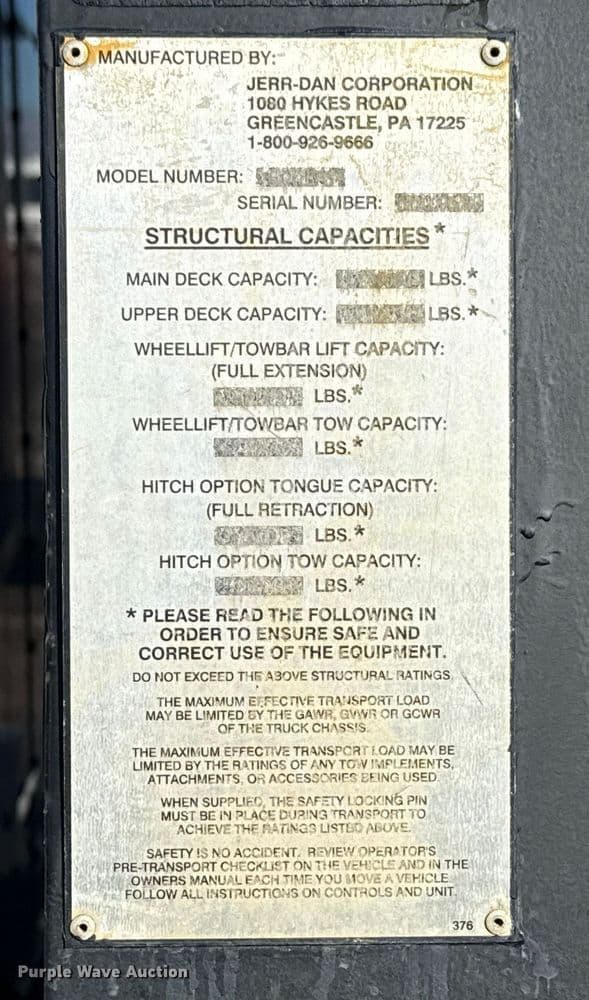 MANUFACTURED BY:
JERR-DAN CORPORATION
1080 HYKES ROAD
GREENCASTLE, PA 17225
1-800-926-9666
MODEL NUMBER:
SERIAL NUMBER:
STRUCTURAL CAPACITIES*
MAIN DECK CAPACITY: LBS.*
UPPER DECK CAPACITY: LBS.*
WHEELLIFT/TOWBAR LIFT CAPACITY:
(FULL EXTENSION)
LBS.*
WHEELLIFT/TOWBAR TOW CAPACITY:
LBS.*
HITCH OPTION TONGUE CAPACITY:
(FULL RETRACTION)
LBS.*
HITCH OPTION TOW CAPACITY:
LBS.*
* PLEASE READ THE FOLLOWING IN
ORDER TO ENSURE SAFE AND
CORRECT USE OF THE EQUIPMENT.
DO NOT EXCEED THE ABOVE STRUCTURAL RATINGS.
THE MAXIMUM EFFECTIVE TRANSPORT LOAD
MAY BE LIMITED BY THE GAWR, GVWR OR GCWR
OF THE TRUCK CHASSIS.
THE MAXIMUM EFFECTIVE TRANSPORT LOAD MAY BE
LIMITED BY THE RATINGS OF ANY TOW IMPLEMENTS,
ATTACHMENTS, OR ACCESSORIES BEING USED.
WHEN SUPPLIED, THE SAFETY LOCKING PIN
MUST BE IN PLACE DURING TRANSPORT TO
ACHIEVE THE RATINGS LISTED ABOVE.
SAFETY IS NO ACCIDENT. REVIEW OPERATOR'S
PRE-TRANSPORT CHECKLIST ON THE VEHICLE AND IN THE
OWNERS MANUAL EACH TIME YOU MOVE A VEHICLE.
FOLLOW ALL INSTRUCTIONS ON CONTROLS AND UNIT.
376
Purple Wave Auction